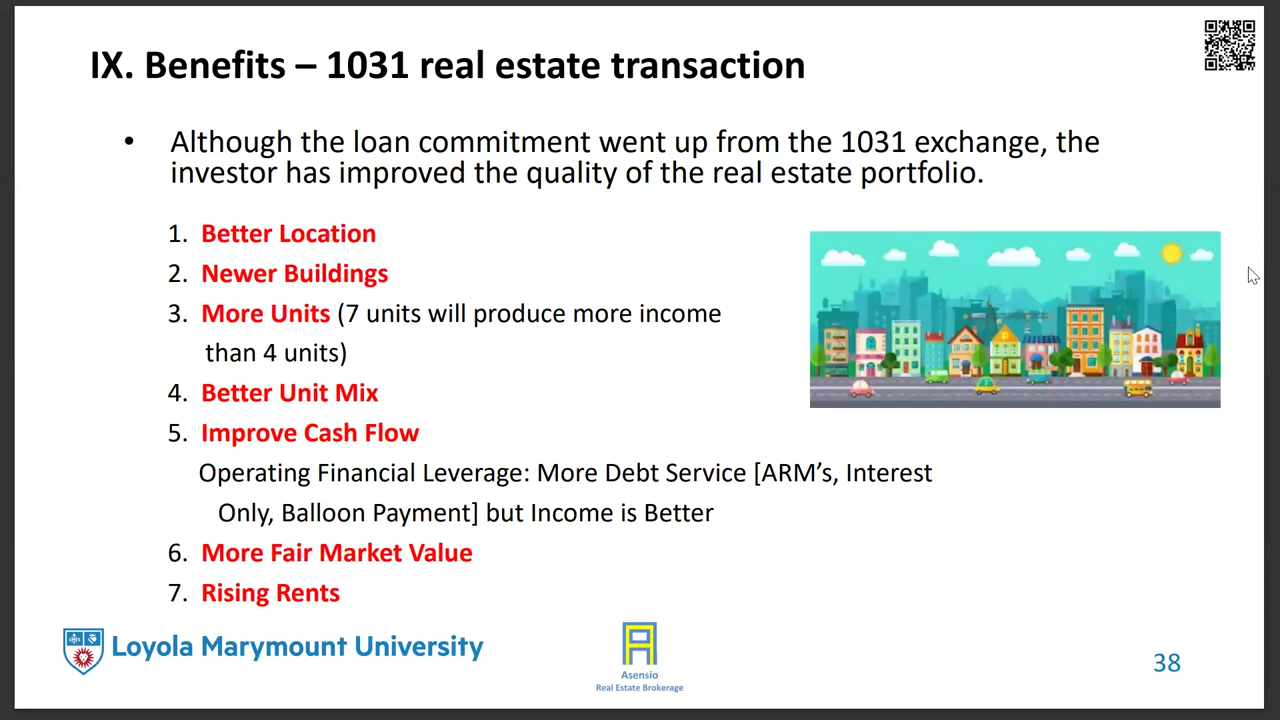 IX. Benefits – 1031 real estate transaction
• Although the loan commitment went up from the 1031 exchange, the
investor has improved the quality of the real estate portfolio.
1. Better Location
2. Newer Buildings
3. More Units (7 units will produce more income
than 4 units)
4. Better Unit Mix
5. Improve Cash Flow
Operating Financial Leverage: More Debt Service [ARM's, Interest
Only, Balloon Payment] but Income is Better
6. More Fair Market Value
7. Rising Rents
Loyola Marymount University
Asensio
Real Estate Brokerage
38